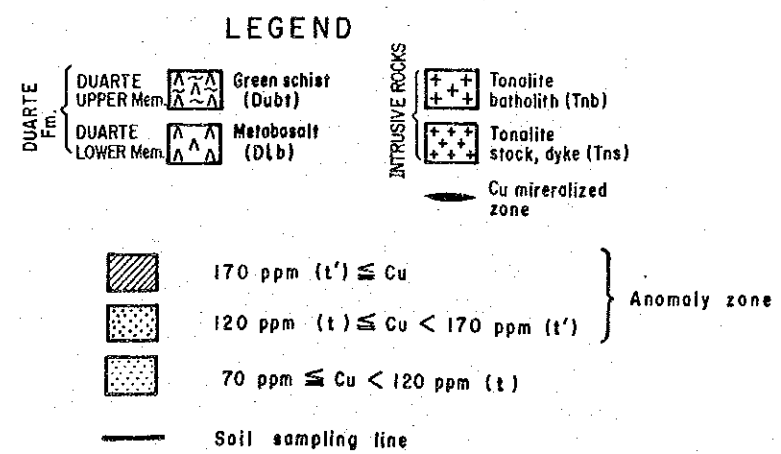 LEGEND
DUARTE Fm.
DUARTE UPPER Mem.
Green schist (Dubt)
DUARTE LOWER Mem.
Metabasalt (DLb)
INTRUSIVE ROCKS
Tonalite batholith (Tnb)
Tonalite stock, dyke (Tns)
Cu mireralized zone
170 ppm (t′) ≦ Cu
120 ppm (t) ≦ Cu < 170 ppm (t′)
Anomaly zone
70 ppm ≦ Cu < 120 ppm (t)
Soil sampling line